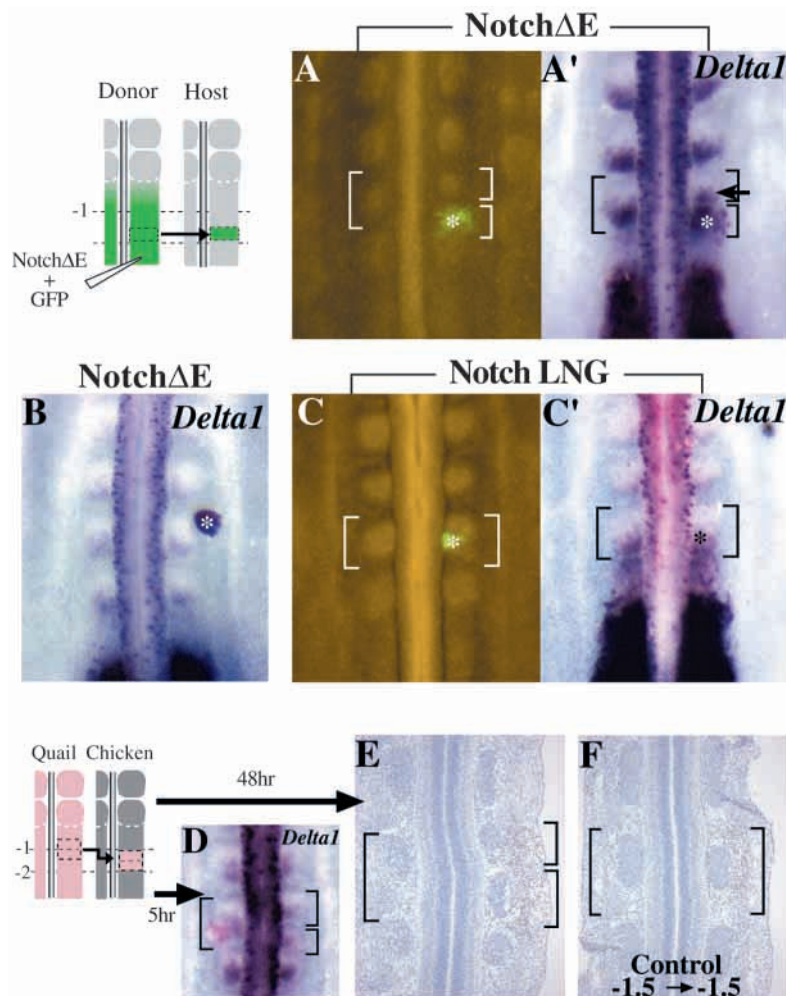 NotchΔE
A
A'
Delta1
Donor
Host
-1
NotchΔE
+
GFP
*
*
NotchΔE
B
Delta1
*
Notch LNG
C
C'
Delta1
*
*
Quail
Chicken
-1
-2
48hr
5hr
D
Delta1
E
F
Control
-1.5 → -1.5